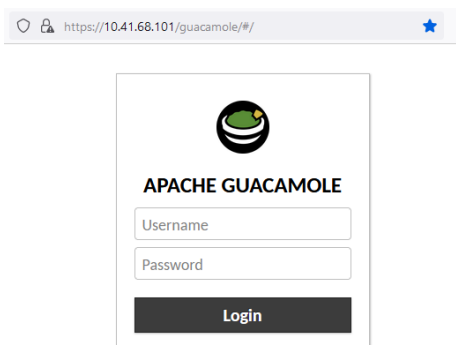 https://10.41.68.101/guacamole/#/
APACHE GUACAMOLE
Username
Password
Login